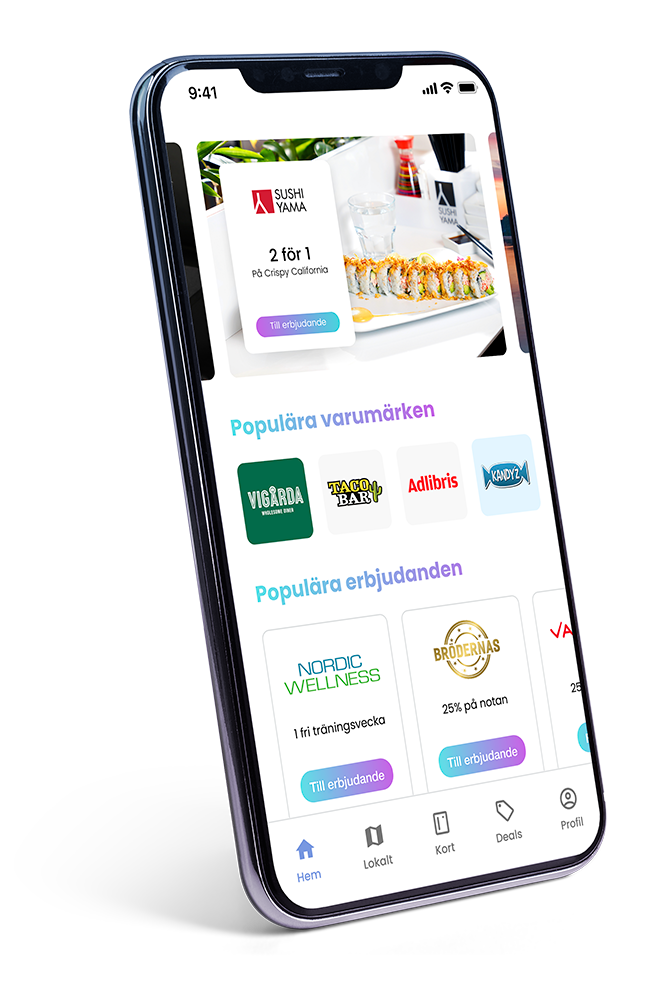 9:41
SUSHI
YAMA
2 för 1
På Crispy California
Till erbjudande
SUSHI
Populära varumärken
VIGÅRDA
WHOLESOME DINER
TACO
BAR
Adlibris
KANDYZ
Populära erbjudanden
NORDIC
WELLNESS
1 fri träningsvecka
Till erbjudande
BRÖDERNAS
25% på notan
Till erbjudande
VA
25
Hem
Lokalt
Kort
Deals
Profil